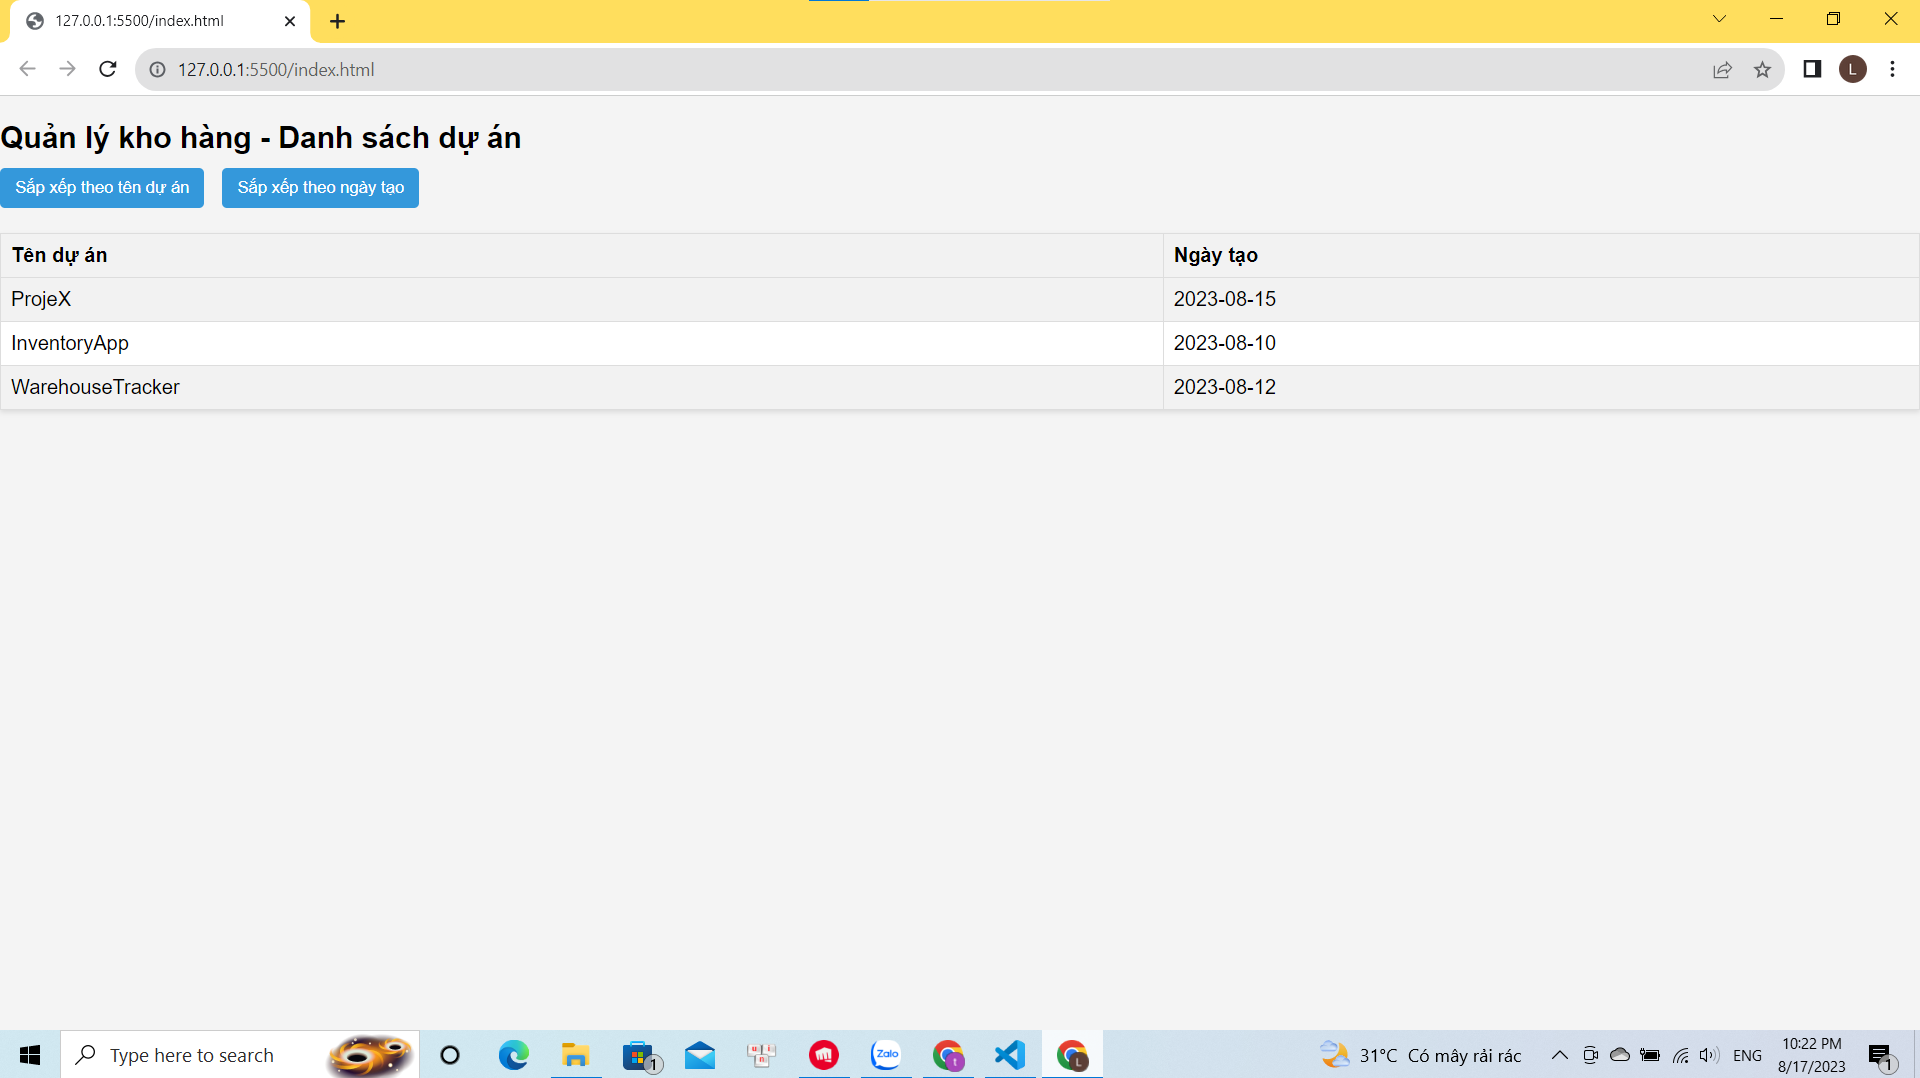 127.0.0.1:5500/index.html
127.0.0.1:5500/index.html
L
Quản lý kho hàng - Danh sách dự án
Sắp xếp theo tên dự án Sắp xếp theo ngày tạo
Tên dự án Ngày tạo
ProjeX 2023-08-15
InventoryApp 2023-08-10
WarehouseTracker 2023-08-12
Type here to search
1
Zalo
t
L
31°C Có mây rải rác
ENG
10:22 PM
8/17/2023
1